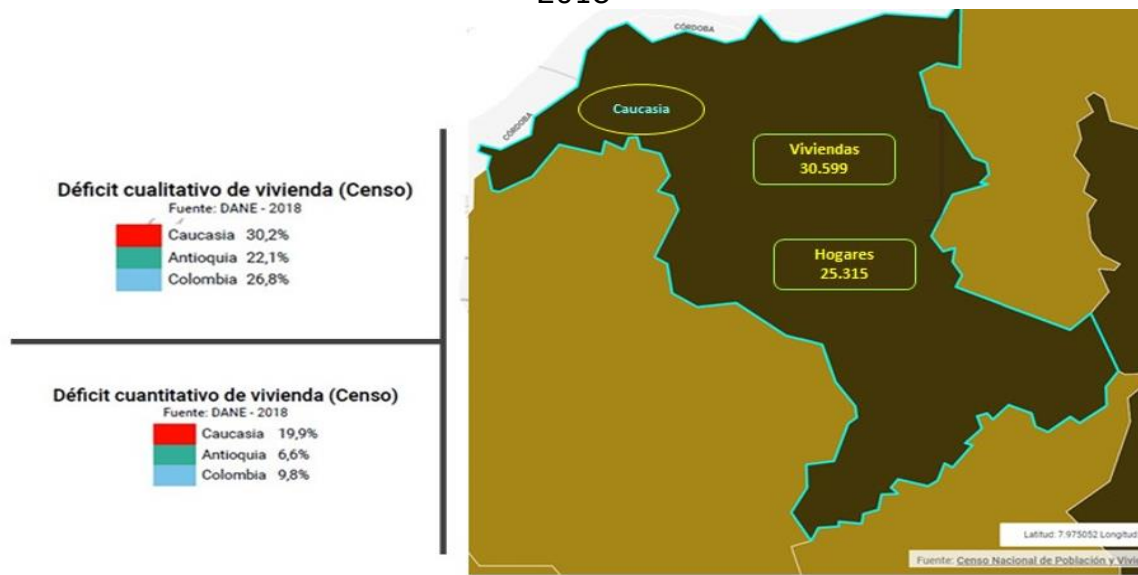 Déficit cualitativo de vivienda (Censo)
Fuente: DANE - 2018
Caucasia 30,2%
Antioquia 22,1%
Colombia 26,8%
Déficit cuantitativo de vivienda (Censo)
Fuente: DANE - 2018
Caucasia 19,9%
Antioquia 6,6%
Colombia 9,8%
CÓRDOBA
CÓRDOBA
Caucasia
Viviendas
30.599
Hogares
25.315
Latitud: 7.975052 Longitud
Fuente: Censo Nacional de Población y Vivie